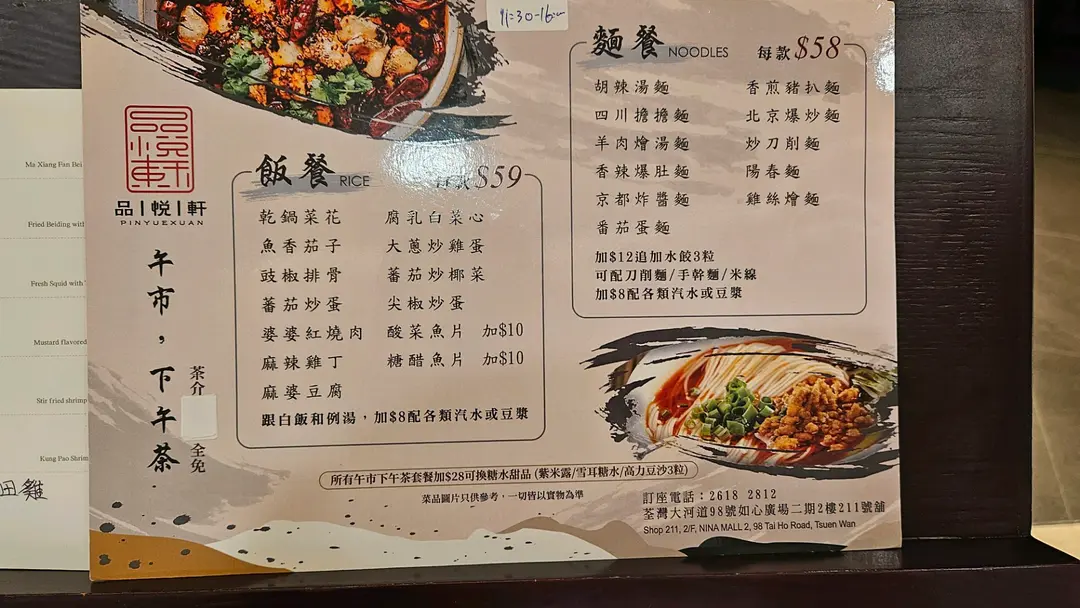 11:30-16:00
品悅軒
品|悅|軒
PINYUEXUAN
午市，下午茶
茶介
全免
飯餐 RICE $59
乾鍋菜花
魚香茄子
豉椒排骨
蕃茄炒蛋
婆婆紅燒肉
麻辣雞丁
麻婆豆腐
腐乳白菜心
大蔥炒雞蛋
蕃茄炒椰菜
尖椒炒蛋
酸菜魚片 加$10
糖醋魚片 加$10
跟白飯和例湯，加$8配各類汽水或豆漿
麵餐 NOODLES 每款$58
胡辣湯麵
四川擔擔麵
羊肉燴湯麵
香辣爆肚麵
京都炸醬麵
番茄蛋麵
香煎豬扒麵
北京爆炒麵
炒刀削麵
陽春麵
雞絲燴麵
加$12追加水餃3粒
可配刀削麵/手幹麵/米線
加$8配各類汽水或豆漿
所有午市下午茶套餐加$28可換糖水甜品 (紫米露/雪耳糖水/高力豆沙3粒)
菜品圖片只供參考，一切皆以實物為準
訂座電話：2618 2812
荃灣大河道98號如心廣場二期2樓211號舖
Shop 211, 2/F, NINA MALL 2, 98 Tai Ho Road, Tsuen Wan
Ma Xiang Fan Bei
Fried Beiding with
Fresh Squid with
Mustard flavored
Stir fried shrimp
Kung Pao Shrim
田雞